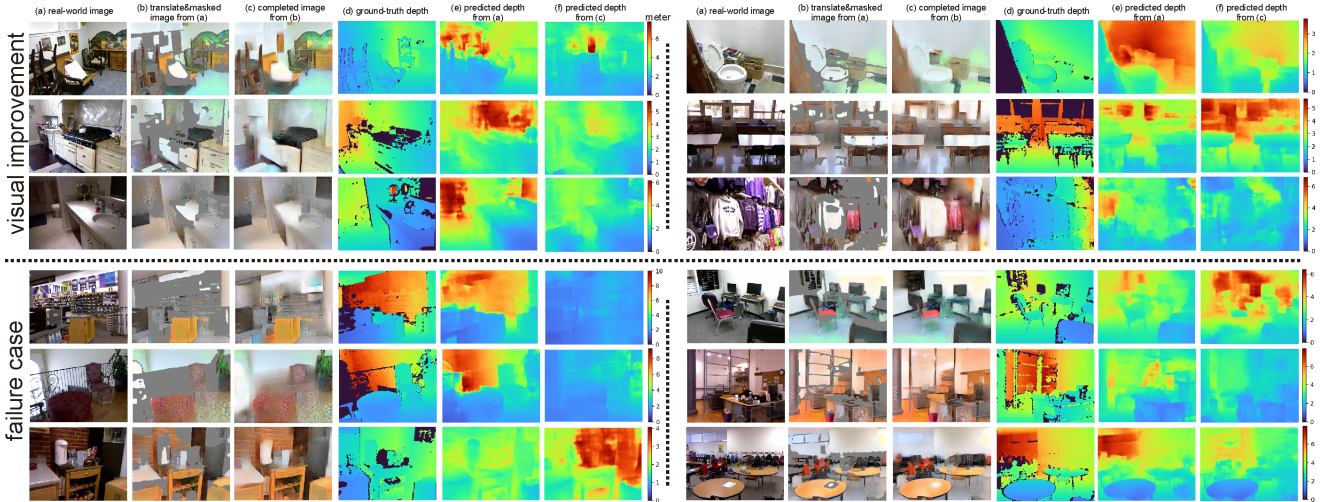 (a) real-world image
(b) translate&masked
image from (a)
(c) completed image
from (b)
(d) ground-truth depth
(e) predicted depth
from (a)
(f) predicted depth
from (c)
meter
(a) real-world image
(b) translate&masked
image from (a)
(c) completed image
from (b)
(d) ground-truth depth
(e) predicted depth
from (a)
(f) predicted depth
from (c)
visual improvement
failure case